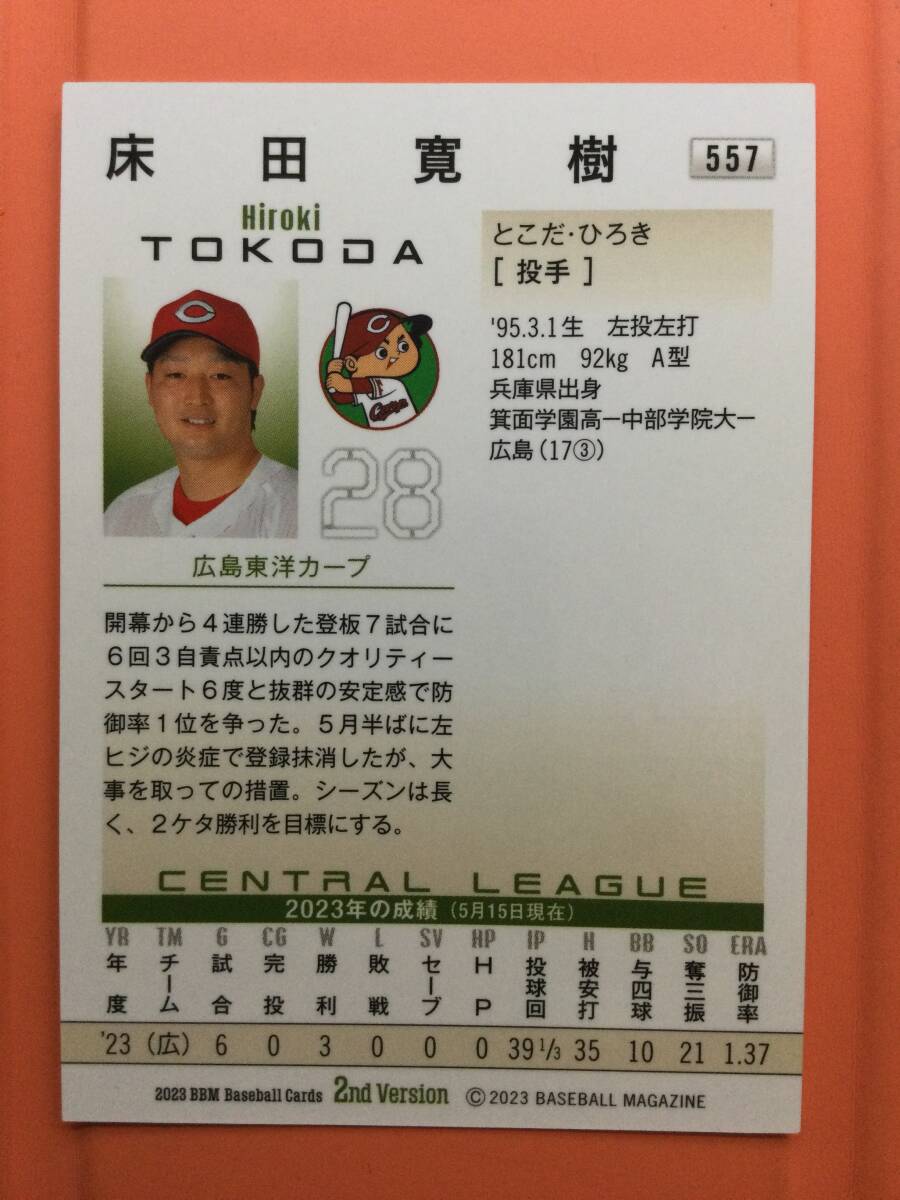 床田寛樹 557
Hiroki
TOKODA
とこだ・ひろき
[投手]
'95.3.1生 左投左打
181cm 92kg A型
兵庫県出身
箕面学園高ー中部学院大ー
広島(17③)
C
Carp
28
広島東洋カープ
開幕から4連勝した登板7試合に
6回3自責点以内のクオリティー
スタート6度と抜群の安定感で防
御率1位を争った。5月半ばに左
ヒジの炎症で登録抹消したが、大
事を取っての措置。シーズンは長
く、2ケタ勝利を目標にする。
CENTRAL LEAGUE
2023年の成績(5月15日現在)
YR TM G CG W L SV HP IP H BB SO ERA
年度 チーム 試合 完投 勝利 敗戦 セーブ HP 投球回 被安打 与四球 奪三振 防御率
'23 (広) 6 0 3 0 0 0 39 1/3 35 10 21 1.37
2023 BBM Baseball Cards 2nd Version ©2023 BASEBALL MAGAZINE